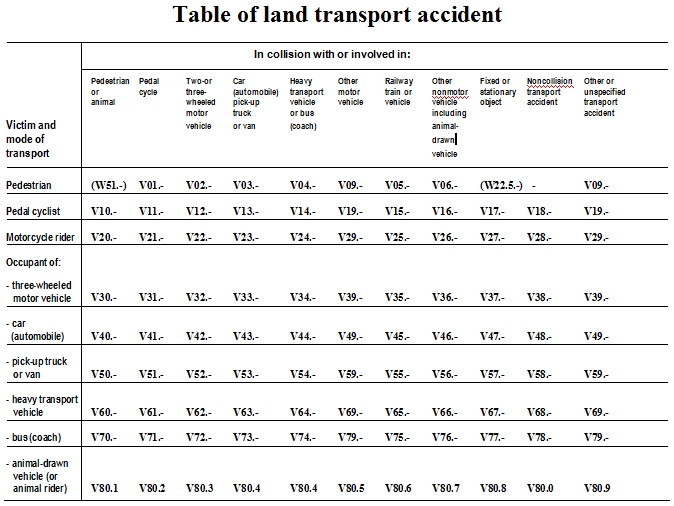 Table of land transport accident
In collision with or involved in:
Victim and mode of transport | Pedestrian or animal | Pedal cycle | Two-or three-wheeled motor vehicle | Car (automobile) pick-up truck or van | Heavy transport vehicle or bus (coach) | Other motor vehicle | Railway train or vehicle | Other nonmotor vehicle including animal-drawn vehicle | Fixed or stationary object | Noncollision transport accident | Other or unspecified transport accident
Pedestrian (W51.-) V01.- V02.- V03.- V04.- V09.- V05.- V06.- (W22.5.-) - V09.-
Pedal cyclist V10.- V11.- V12.- V13.- V14.- V19.- V15.- V16.- V17.- V18.- V19.-
Motorcycle rider V20.- V21.- V22.- V23.- V24.- V29.- V25.- V26.- V27.- V28.- V29.-
Occupant of:
- three-wheeled
motor vehicle V30.- V31.- V32.- V33.- V34.- V39.- V35.- V36.- V37.- V38.- V39.-
- car
(automobile) V40.- V41.- V42.- V43.- V44.- V49.- V45.- V46.- V47.- V48.- V49.-
- pick-up truck
or van V50.- V51.- V52.- V53.- V54.- V59.- V55.- V56.- V57.- V58.- V59.-
- heavy transport
vehicle V60.- V61.- V62.- V63.- V64.- V69.- V65.- V66.- V67.- V68.- V69.-
- bus (coach) V70.- V71.- V72.- V73.- V74.- V79.- V75.- V76.- V77.- V78.- V79.-
- animal-drawn
vehicle (or
animal rider) V80.1 V80.2 V80.3 V80.4 V80.4 V80.5 V80.6 V80.7 V80.8 V80.0 V80.9